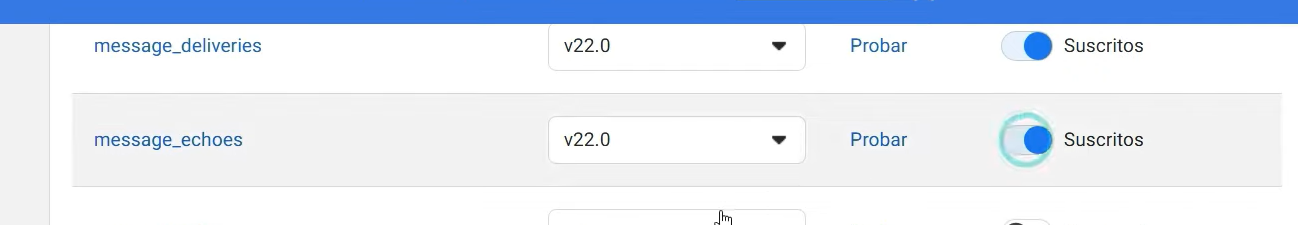 message_deliveries v22.0 Probar Suscritos
message_echoes v22.0 Probar Suscritos